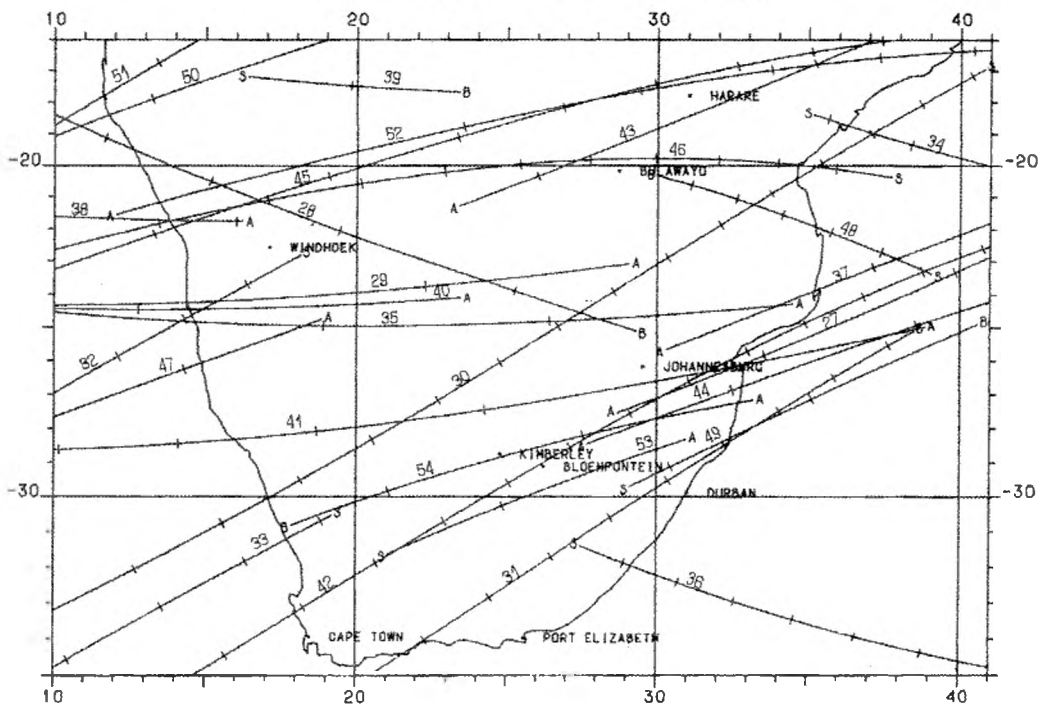 10 20 30 40
51
50
S 39 B
HARARE
52
43
S 34
-20 -20
45
46
BULAWAYO
B
S
38 A A
28
A
48
WINDHOEK
S
A
S
37
29
40 A
A
35
A
27
B
47
B
S A
A
32
JOHANNESBURG
30
44
A
41
A
53 49
A
KIMBERLEY
54
BLOEMFONTEIN
S
-30 DURBAN -30
B S
33
S
S
42
31
36
CAPE TOWN PORT ELIZABETH
10 20 30 40